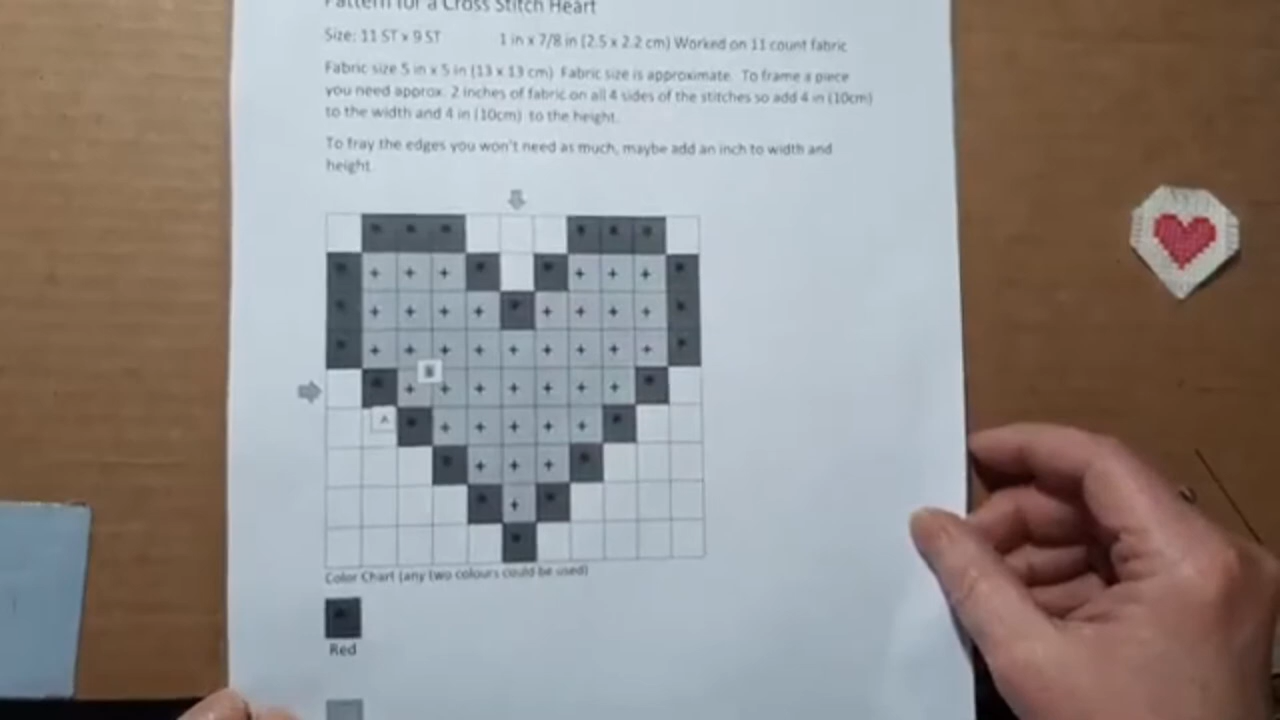 Pattern for a Cross Stitch Heart
Size: 11 ST x 9 ST 1 in x 7/8 in (2.5 x 2.2 cm) Worked on 11 count fabric
Fabric size 5 in x 5 in (13 x 13 cm) Fabric size is approximate. To frame a piece
you need approx. 2 inches of fabric on all 4 sides of the stitches so add 4 in (10cm)
to the width and 4 in (10cm) to the height.
To fray the edges you won't need as much, maybe add an inch to width and
height.
B
A
Color Chart (any two colours could be used)
Red